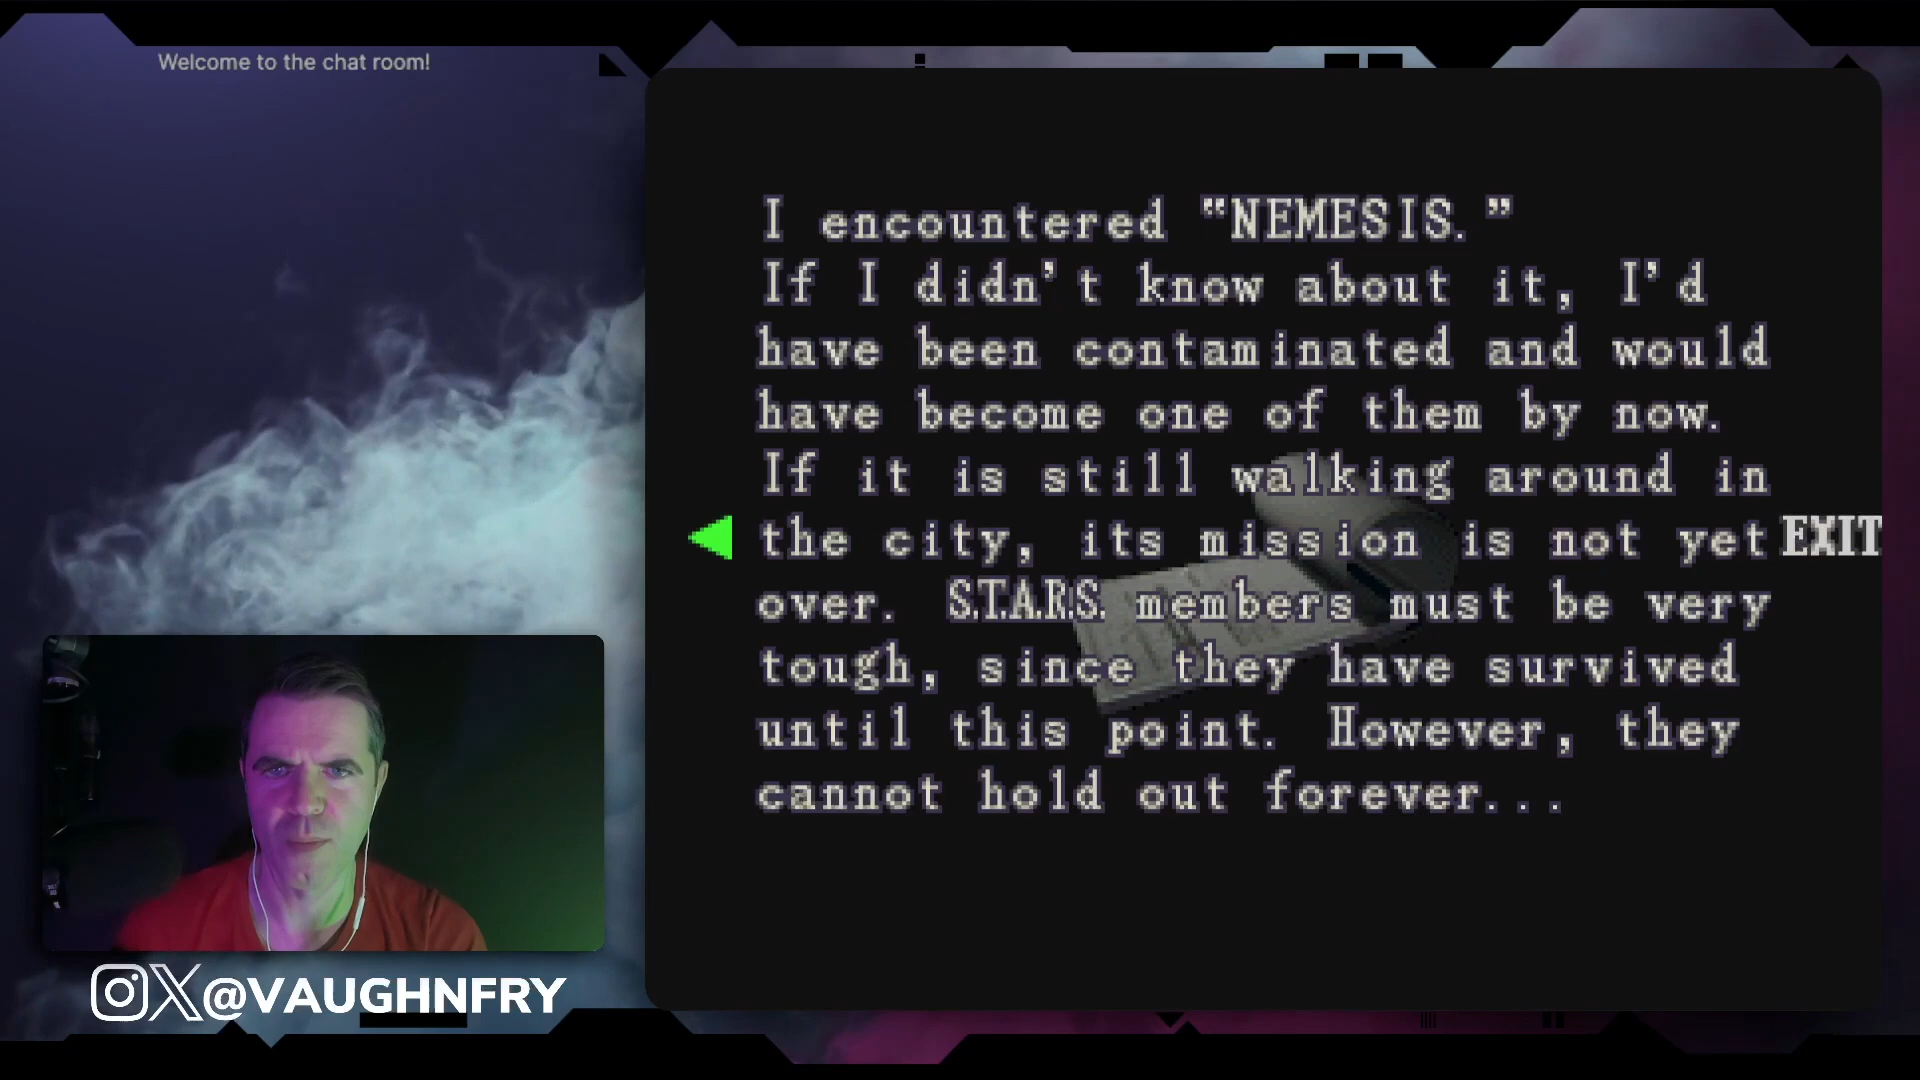 Welcome to the chat room!
I encountered “NEMESIS.”
If I didn’t know about it, I’d
have been contaminated and would
have become one of them by now.
If it is still walking around in
the city, its mission is not yet
EXIT
over. S.T.A.R.S. members must be very
tough, since they have survived
until this point. However, they
cannot hold out forever...
@VAUGHNFRY